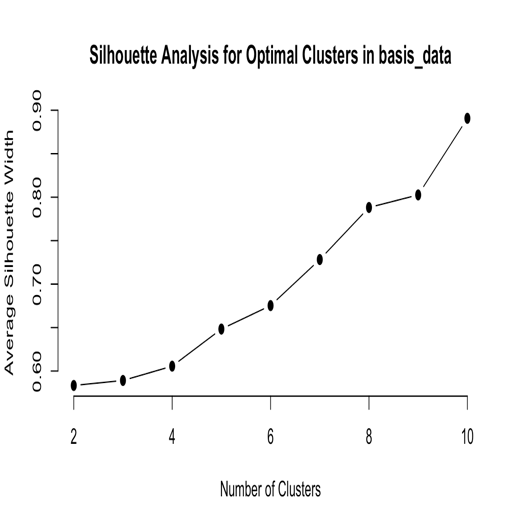 Silhouette Analysis for Optimal Clusters in basis_data
Average Silhouette Width
0.90
0.80
0.70
0.60
2 4 6 8 10
Number of Clusters